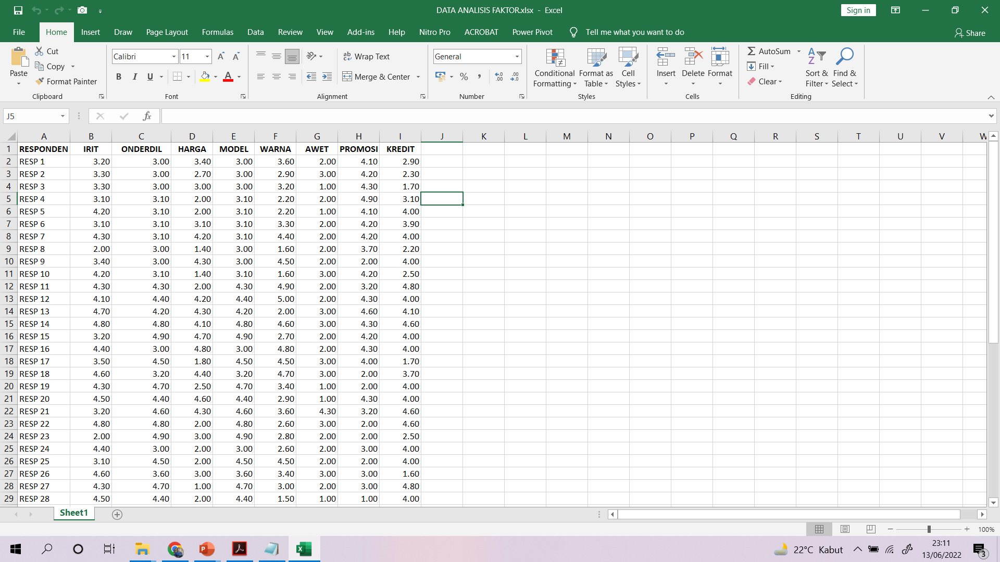 DATA ANALISIS FAKTOR.xlsx - Excel
Sign in
File Home Insert Draw Page Layout Formulas Data Review View Add-ins Help Nitro Pro ACROBAT Power Pivot Tell me what you want to do Share
Paste
Cut
Copy
Format Painter
Clipboard
Calibri 11
B I U
Font
Wrap Text
Merge & Center
Alignment
General
Number
Conditional Formatting
Format as Table
Cell Styles
Styles
Insert Delete Format
Cells
AutoSum
Fill
Clear
Sort & Filter
Find & Select
Editing
J5
fx
A B C D E F G H I J K L M N O P Q R S T U V W
1 RESPONDEN IRIT ONDERDIL HARGA MODEL WARNA AWET PROMOSI KREDIT
2 RESP 1 3.20 3.00 3.40 3.00 3.60 2.00 4.10 2.90
3 RESP 2 3.30 3.00 2.70 3.00 2.90 3.00 4.20 2.30
4 RESP 3 3.30 3.00 3.00 3.00 3.20 1.00 4.30 1.70
5 RESP 4 3.10 3.10 2.00 3.10 2.20 2.00 4.90 3.10
6 RESP 5 4.20 3.10 2.00 3.10 2.20 1.00 4.10 4.00
7 RESP 6 3.10 3.10 3.10 3.10 3.30 2.00 4.20 3.90
8 RESP 7 4.30 3.10 4.20 3.10 4.40 2.00 4.20 4.00
9 RESP 8 2.00 3.00 1.40 3.00 1.60 2.00 3.70 2.20
10 RESP 9 3.40 3.00 4.30 3.00 4.50 2.00 2.00 4.00
11 RESP 10 4.20 3.10 1.40 3.10 1.60 3.00 4.20 2.50
12 RESP 11 4.30 4.30 2.00 4.30 4.90 2.00 3.20 4.80
13 RESP 12 4.10 4.40 4.20 4.40 5.00 2.00 4.30 4.00
14 RESP 13 4.70 4.20 4.30 4.20 2.00 3.00 4.60 4.10
15 RESP 14 4.80 4.80 4.10 4.80 4.60 3.00 4.30 4.60
16 RESP 15 3.20 4.90 4.70 4.90 2.70 2.00 4.20 4.00
17 RESP 16 4.40 3.00 4.80 3.00 4.80 2.00 4.30 4.00
18 RESP 17 3.50 4.50 1.80 4.50 4.50 3.00 4.00 1.70
19 RESP 18 4.60 3.20 4.40 3.20 4.70 3.00 2.00 3.70
20 RESP 19 4.30 4.70 2.50 4.70 3.40 1.00 2.00 4.00
21 RESP 20 4.50 4.40 4.60 4.40 2.90 1.00 4.30 4.00
22 RESP 21 3.20 4.60 4.30 4.60 3.60 4.30 3.20 4.60
23 RESP 22 4.80 4.80 2.00 4.80 2.60 3.00 2.00 4.60
24 RESP 23 2.00 4.90 3.00 4.90 2.80 2.00 2.00 2.50
25 RESP 24 4.40 3.00 2.00 3.00 2.60 2.00 3.00 4.00
26 RESP 25 3.10 4.50 2.00 4.50 4.50 2.00 2.00 4.00
27 RESP 26 4.60 3.60 3.00 3.60 3.40 3.00 3.00 1.60
28 RESP 27 4.30 4.70 1.00 4.70 3.00 2.00 3.00 4.80
29 RESP 28 4.50 4.40 2.00 4.40 1.50 1.00 1.00 4.00
Sheet1
100%
22°C Kabut
23:11
13/06/2022
3